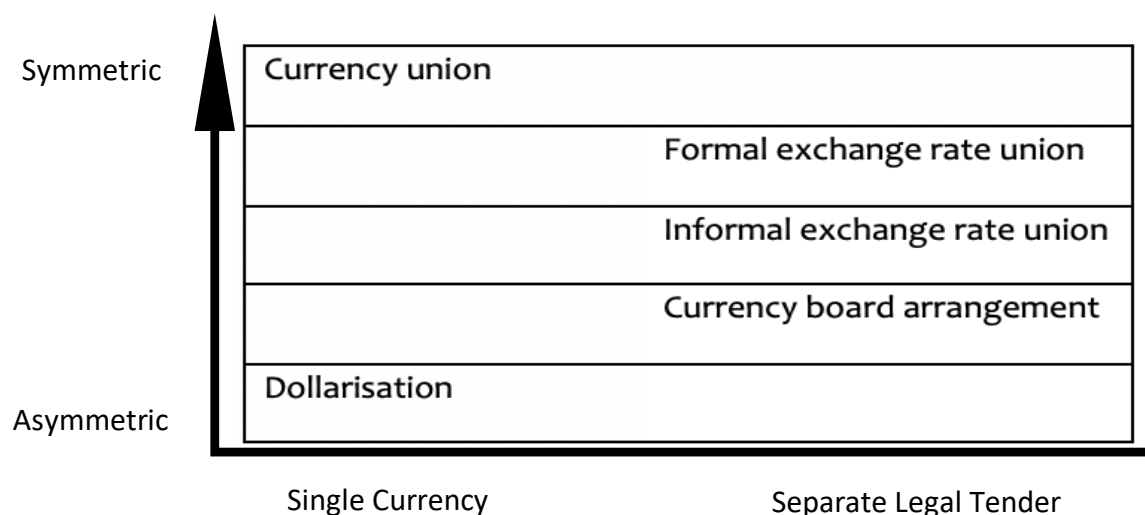 Symmetric
Currency union
Formal exchange rate union
Informal exchange rate union
Currency board arrangement
Dollarisation
Asymmetric
Single Currency
Separate Legal Tender